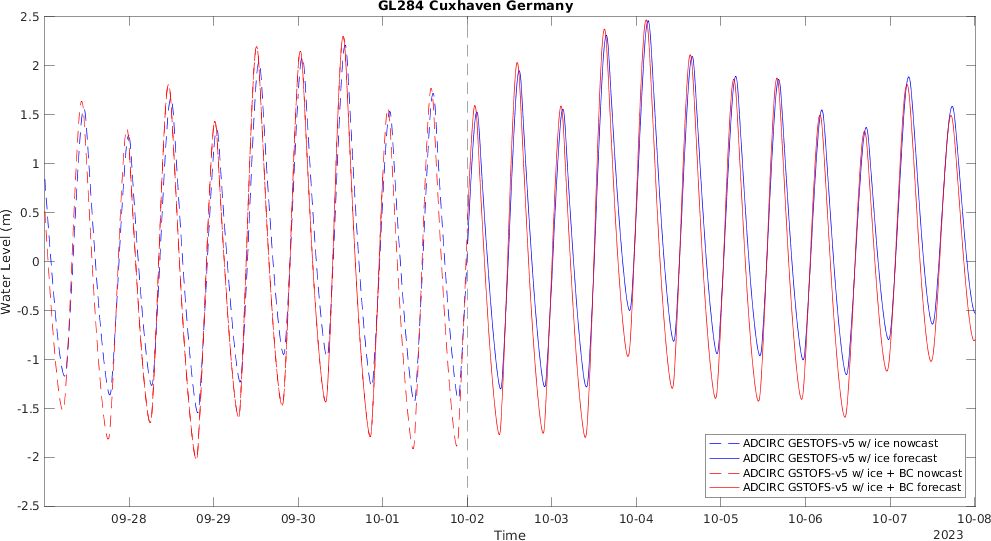 GL284 Cuxhaven Germany
2.5
2
1.5
1
0.5
0
-0.5
-1
-1.5
-2
-2.5
Water Level (m)
ADCIRC GESTOFS-v5 w/ ice nowcast
ADCIRC GESTOFS-v5 w/ ice forecast
ADCIRC GSTOFS-v5 w/ ice + BC nowcast
ADCIRC GSTOFS-v5 w/ ice + BC forecast
09-28 09-29 09-30 10-01 10-02 10-03 10-04 10-05 10-06 10-07 10-08
Time
2023